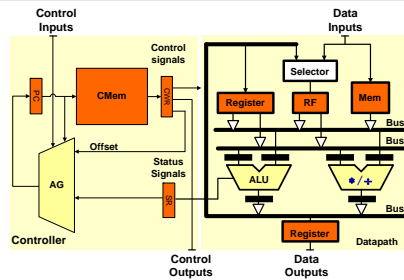 Control
Inputs
Data
Inputs
Control
signals
PC
CMem
CWR
Selector
Register
RF
Mem
Bus
Offset
Bus
Status
Signals
AG
SR
ALU
* / +
Bus
Controller
Register
Datapath
Control
Outputs
Data
Outputs